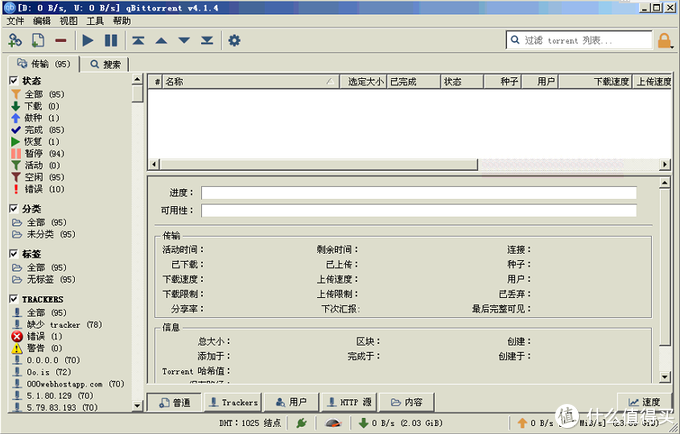 [D: 0 B/s, U: 0 B/s] qBittorrent v4.1.4
文件 编辑 视图 工具 帮助
过滤 torrent 列表...
传输 (95) 搜索
状态
全部 (95)
下载 (0)
做种 (1)
完成 (85)
恢复 (1)
暂停 (94)
活动 (0)
空闲 (95)
错误 (10)
分类
全部 (95)
未分类 (95)
标签
全部 (95)
无标签 (95)
TRACKERS
全部 (95)
缺少 tracker (78)
错误 (1)
警告 (0)
0.0.0.0 (70)
0o.is (72)
000webhostapp.com (70)
5.1.80.129 (70)
5.79.83.193 (70)
# 名称 选定大小 已完成 状态 种子 用户 下载速度 上传速度
进度：
可用性：
传输
活动时间： 剩余时间： 连接：
已下载： 已上传： 种子：
下载速度： 上传速度： 用户：
下载限制： 上传限制： 已丢弃：
分享率： 下次汇报： 最后完整可见：
信息
总大小： 区块： 创建：
添加于： 完成于： 创建于：
Torrent 哈希值：
普通 Trackers 用户 HTTP 源 内容 速度
DHT: 1025 结点 0 B/s (2.03 GiB) 0 B
值 什么值得买